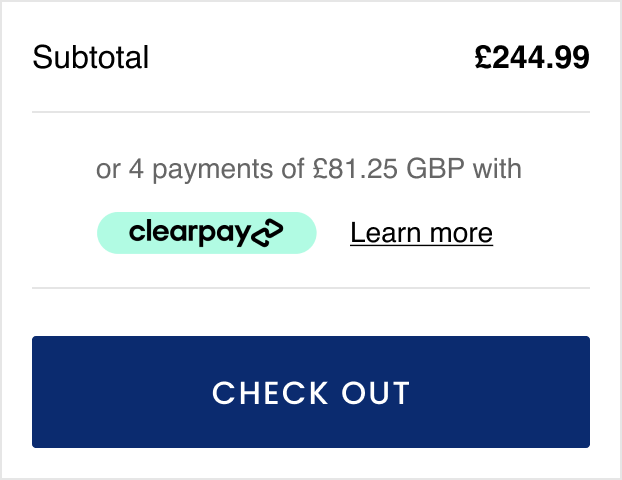 Subtotal £244.99
or 4 payments of £81.25 GBP with
clearpay Learn more
CHECK OUT